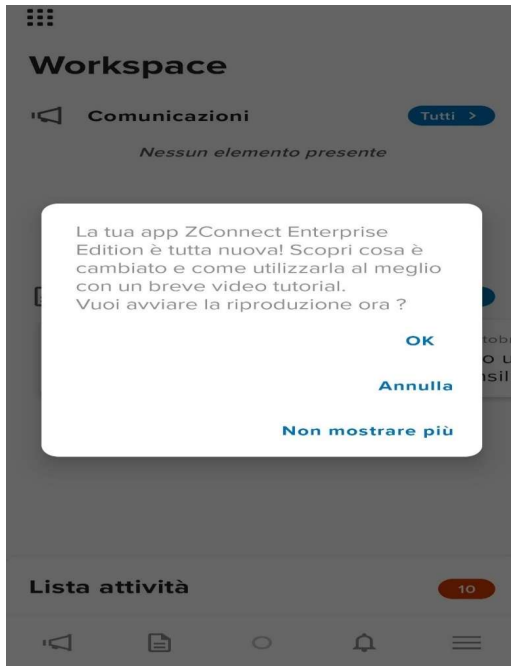 Workspace
Comunicazioni
Tutti >
Nessun elemento presente
La tua app ZConnect Enterprise
Edition è tutta nuova! Scopri cosa è
cambiato e come utilizzarla al meglio
con un breve video tutorial.
Vuoi avviare la riproduzione ora ?
OK
Annulla
Non mostrare più
Lista attività
10